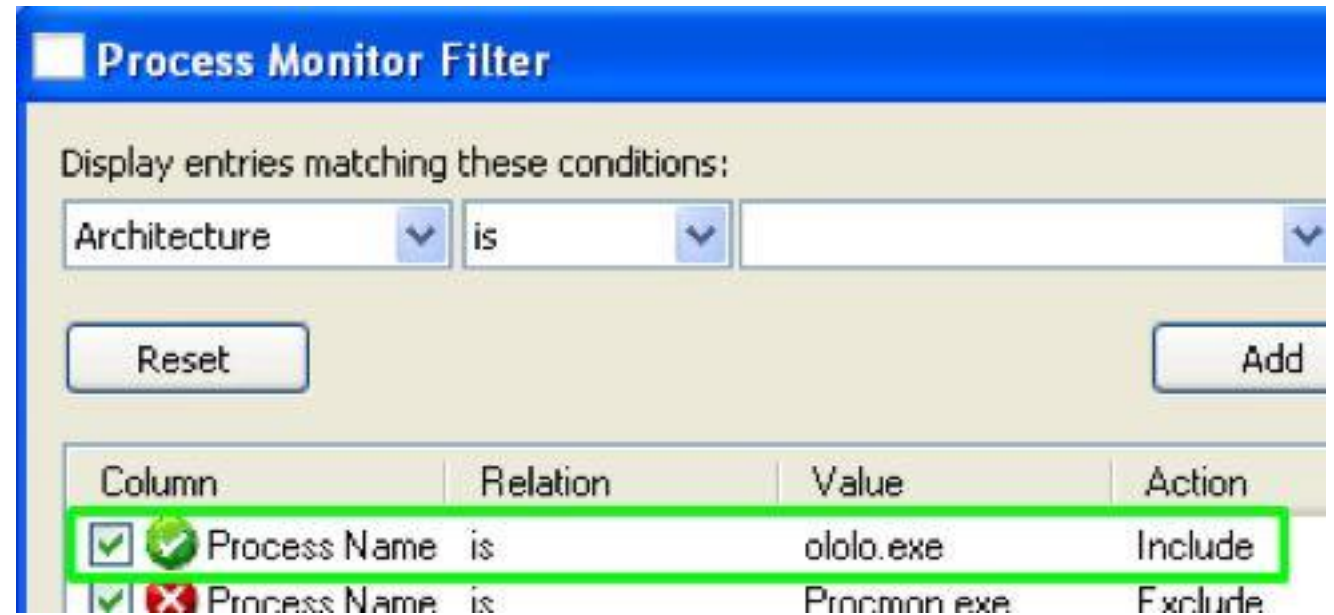 Process Monitor Filter
Display entries matching these conditions:
Architecture is
Reset Add
Column Relation Value Action
Process Name is ololo.exe Include
Process Name is Procmon.exe Exclude